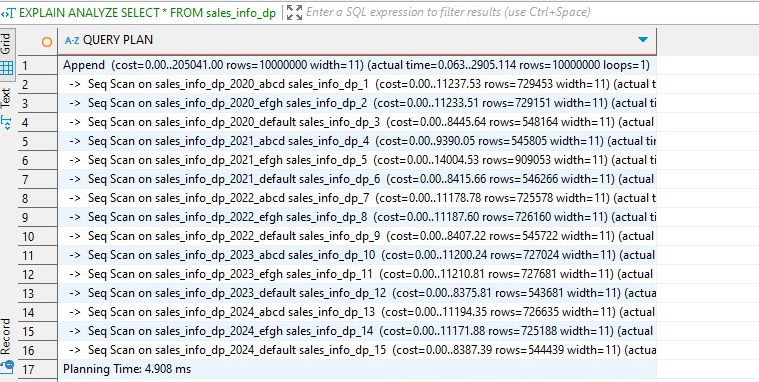 EXPLAIN ANALYZE SELECT * FROM sales_info_dp Enter a SQL expression to filter results (use Ctrl+Space)
Grid
Text
Record
A-Z QUERY PLAN
1 Append (cost=0.00..205041.00 rows=10000000 width=11) (actual time=0.063..2905.114 rows=10000000 loops=1)
2 -> Seq Scan on sales_info_dp_2020_abcd sales_info_dp_1 (cost=0.00..11237.53 rows=729453 width=11) (actual t
3 -> Seq Scan on sales_info_dp_2020_efgh sales_info_dp_2 (cost=0.00..11233.51 rows=729151 width=11) (actual ti
4 -> Seq Scan on sales_info_dp_2020_default sales_info_dp_3 (cost=0.00..8445.64 rows=548164 width=11) (actual
5 -> Seq Scan on sales_info_dp_2021_abcd sales_info_dp_4 (cost=0.00..9390.05 rows=545805 width=11) (actual tir
6 -> Seq Scan on sales_info_dp_2021_efgh sales_info_dp_5 (cost=0.00..14004.53 rows=909053 width=11) (actual ti
7 -> Seq Scan on sales_info_dp_2021_default sales_info_dp_6 (cost=0.00..8415.66 rows=546266 width=11) (actual
8 -> Seq Scan on sales_info_dp_2022_abcd sales_info_dp_7 (cost=0.00..11178.78 rows=725578 width=11) (actual t
9 -> Seq Scan on sales_info_dp_2022_efgh sales_info_dp_8 (cost=0.00..11187.60 rows=726160 width=11) (actual ti
10 -> Seq Scan on sales_info_dp_2022_default sales_info_dp_9 (cost=0.00..8407.22 rows=545722 width=11) (actual
11 -> Seq Scan on sales_info_dp_2023_abcd sales_info_dp_10 (cost=0.00..11200.24 rows=727024 width=11) (actual
12 -> Seq Scan on sales_info_dp_2023_efgh sales_info_dp_11 (cost=0.00..11210.81 rows=727681 width=11) (actual
13 -> Seq Scan on sales_info_dp_2023_default sales_info_dp_12 (cost=0.00..8375.81 rows=543681 width=11) (actua
14 -> Seq Scan on sales_info_dp_2024_abcd sales_info_dp_13 (cost=0.00..11194.35 rows=726635 width=11) (actual
15 -> Seq Scan on sales_info_dp_2024_efgh sales_info_dp_14 (cost=0.00..11171.88 rows=725188 width=11) (actual
16 -> Seq Scan on sales_info_dp_2024_default sales_info_dp_15 (cost=0.00..8387.39 rows=544439 width=11) (actua
17 Planning Time: 4.908 ms